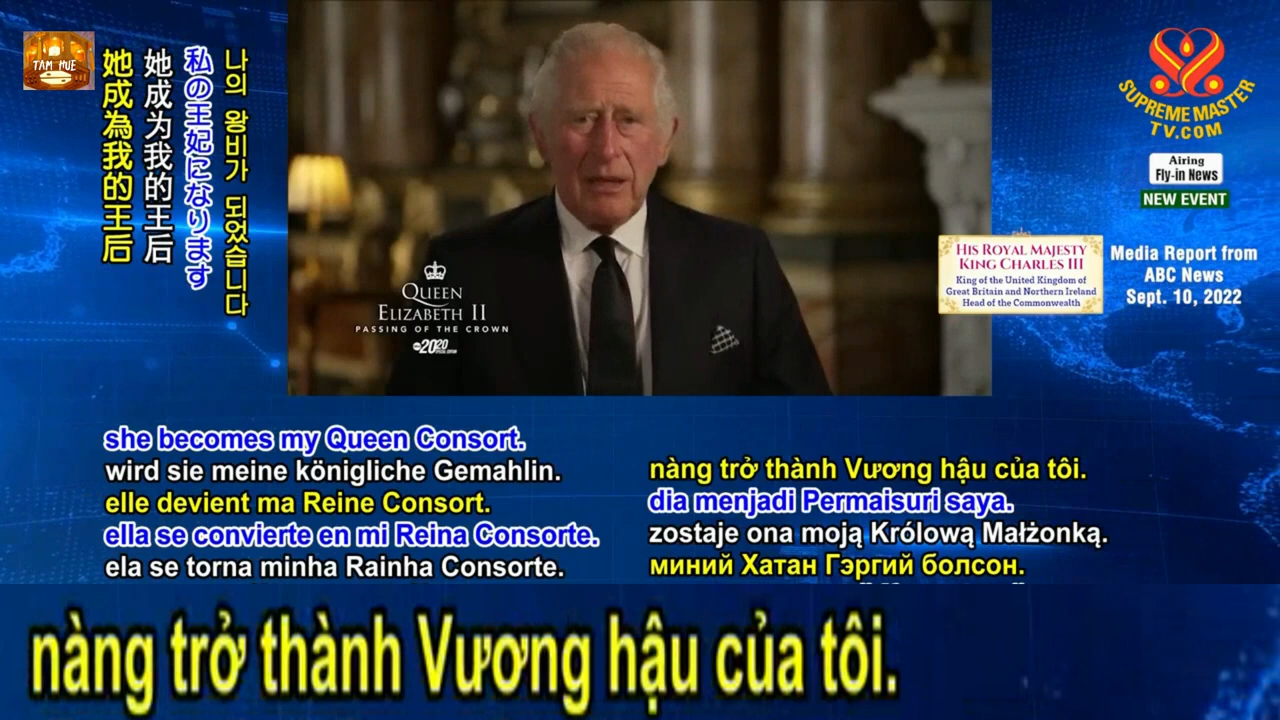 TAM HUE
她成為我的王后
她成为我的王后
私の王妃になります
나의 왕비가 되었습니다
QUEEN
ELIZABETH II
PASSING OF THE CROWN
2020
SUPREME MASTER
TV.COM
Airing
Fly-in News
NEW EVENT
HIS ROYAL MAJESTY
KING CHARLES III
King of the United Kingdom of
Great Britain and Northern Ireland
Head of the Commonwealth
Media Report from
ABC News
Sept. 10, 2022
she becomes my Queen Consort.
wird sie meine königliche Gemahlin.
elle devient ma Reine Consort.
ella se convierte en mi Reina Consorte.
ela se torna minha Rainha Consorte.
nàng trở thành Vương hậu của tôi.
dia menjadi Permaisuri saya.
zostaje ona moją Królową Małżonką.
миний Хатан Гэргий болсон.
nàng trở thành Vương hậu của tôi.